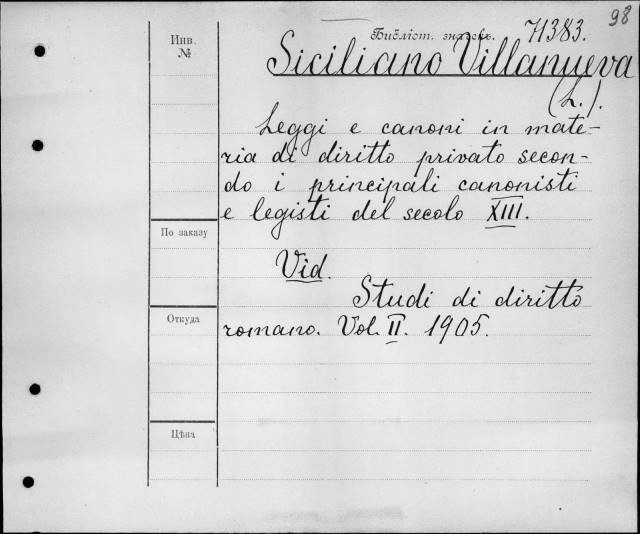 98
Инв.
№
Библіот. значекъ. 71383.
Siciliano Villanueva
(L.).
Leggi e canoni in mate-
ria di diritto privato secon-
do i principali canonisti
e legisti del secolo XIII.
По заказу
Vid.
Studi di diritto
Откуда
romano. Vol. II. 1905.
Цѣна